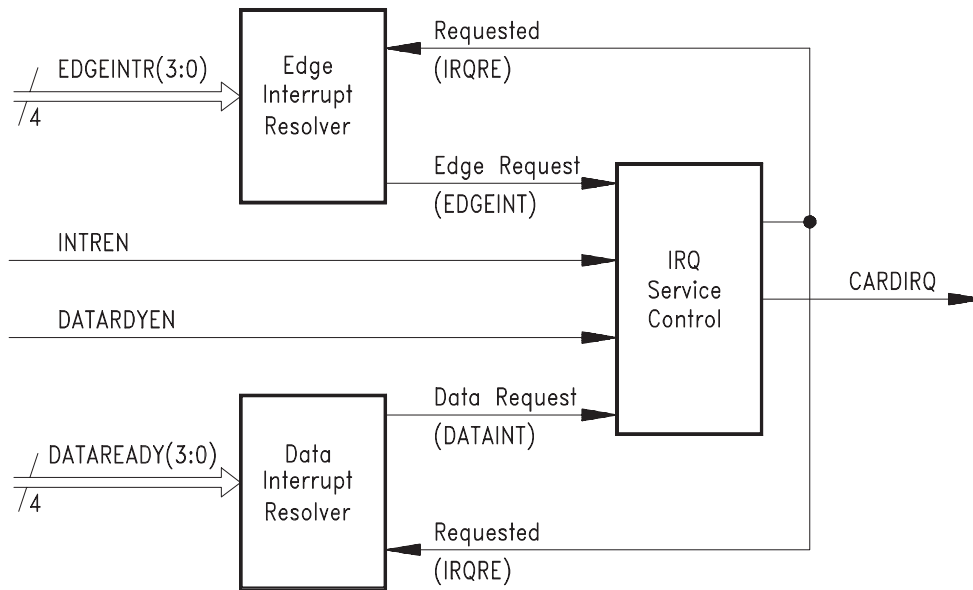 Requested
(IRQRE)
EDGEINTR(3:0)
4
Edge
Interrupt
Resolver
Edge Request
(EDGEINT)
INTREN
IRQ
Service
Control
CARDIRQ
DATARDYEN
Data Request
(DATAINT)
DATAREADY(3:0)
4
Data
Interrupt
Resolver
Requested
(IRQRE)